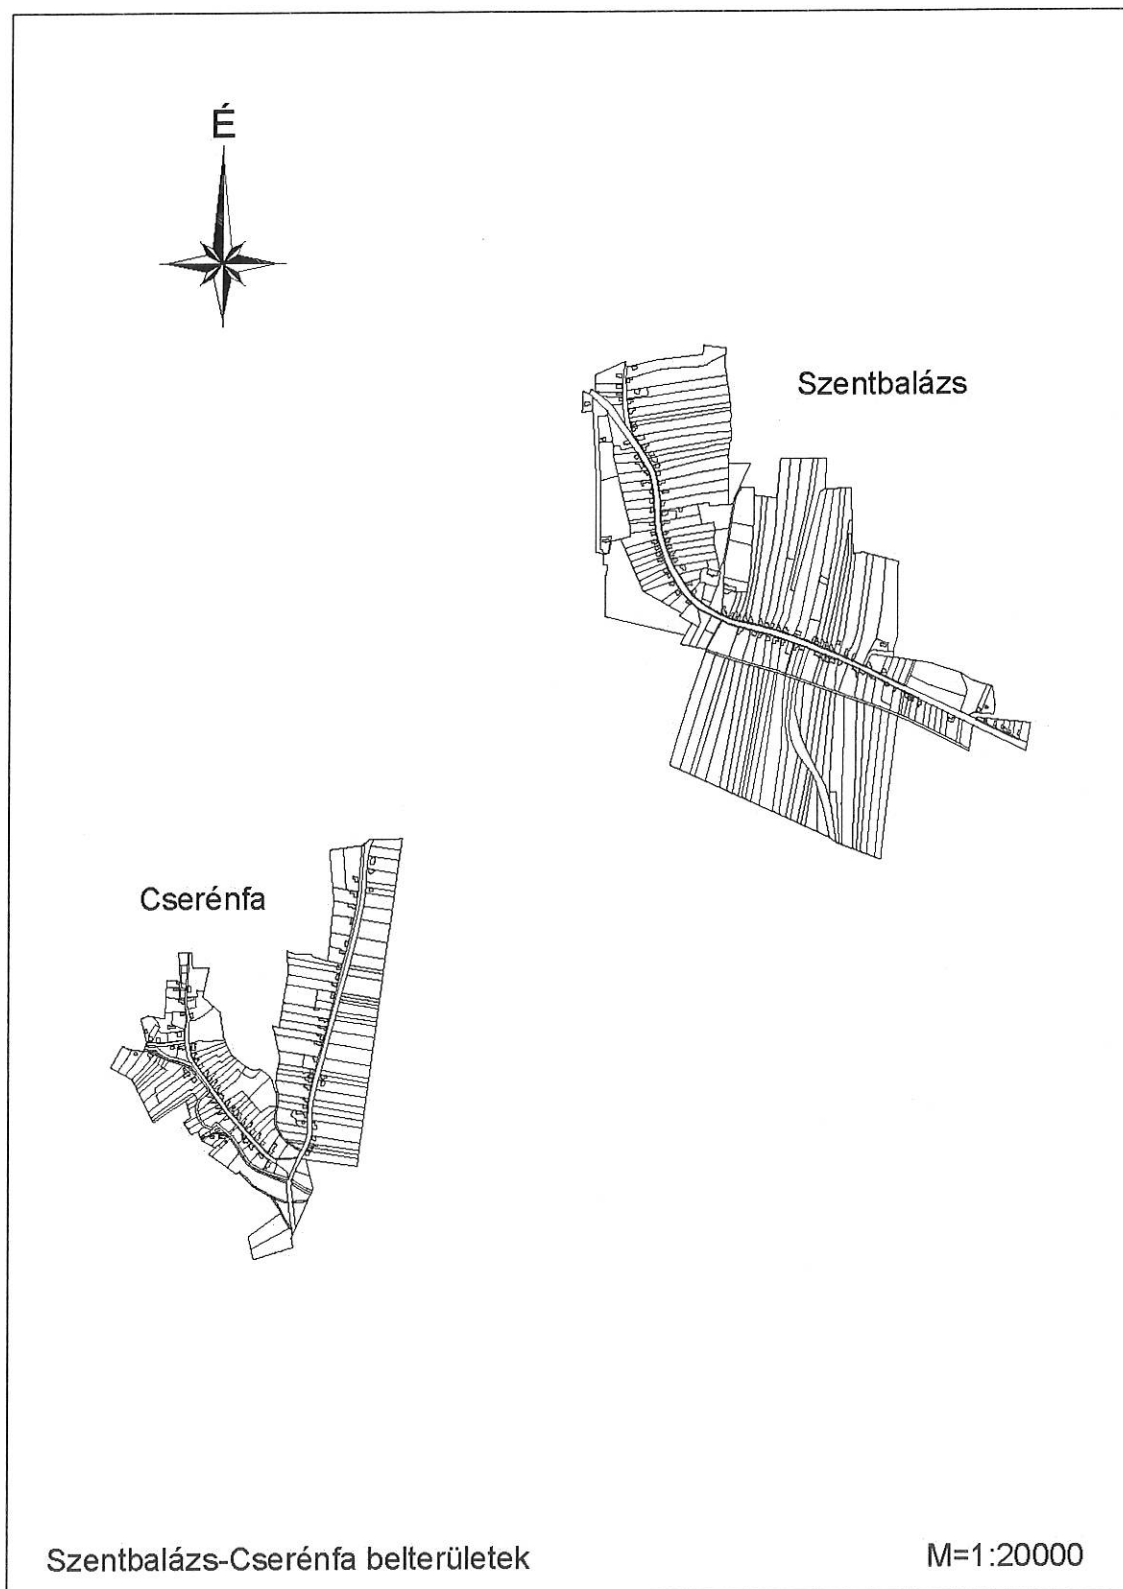 É
Szentbalázs
Cserénfa
Szentbalázs-Cserénfa belterületek
M=1:20000